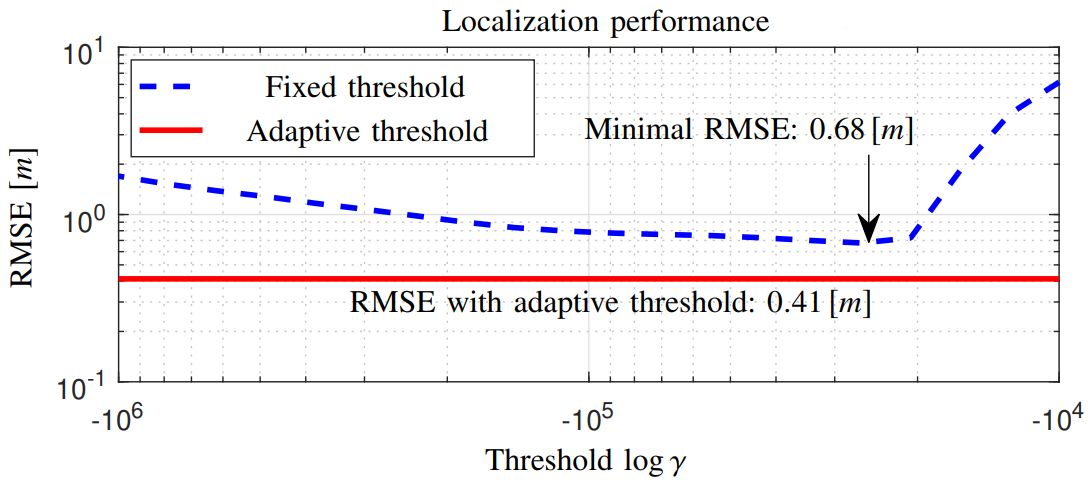 Localization performance
10^1
Fixed threshold
Adaptive threshold
Minimal RMSE: 0.68 [m]
RMSE [m]
10^0
RMSE with adaptive threshold: 0.41 [m]
10^-1
-10^6
-10^5
-10^4
Threshold log γ